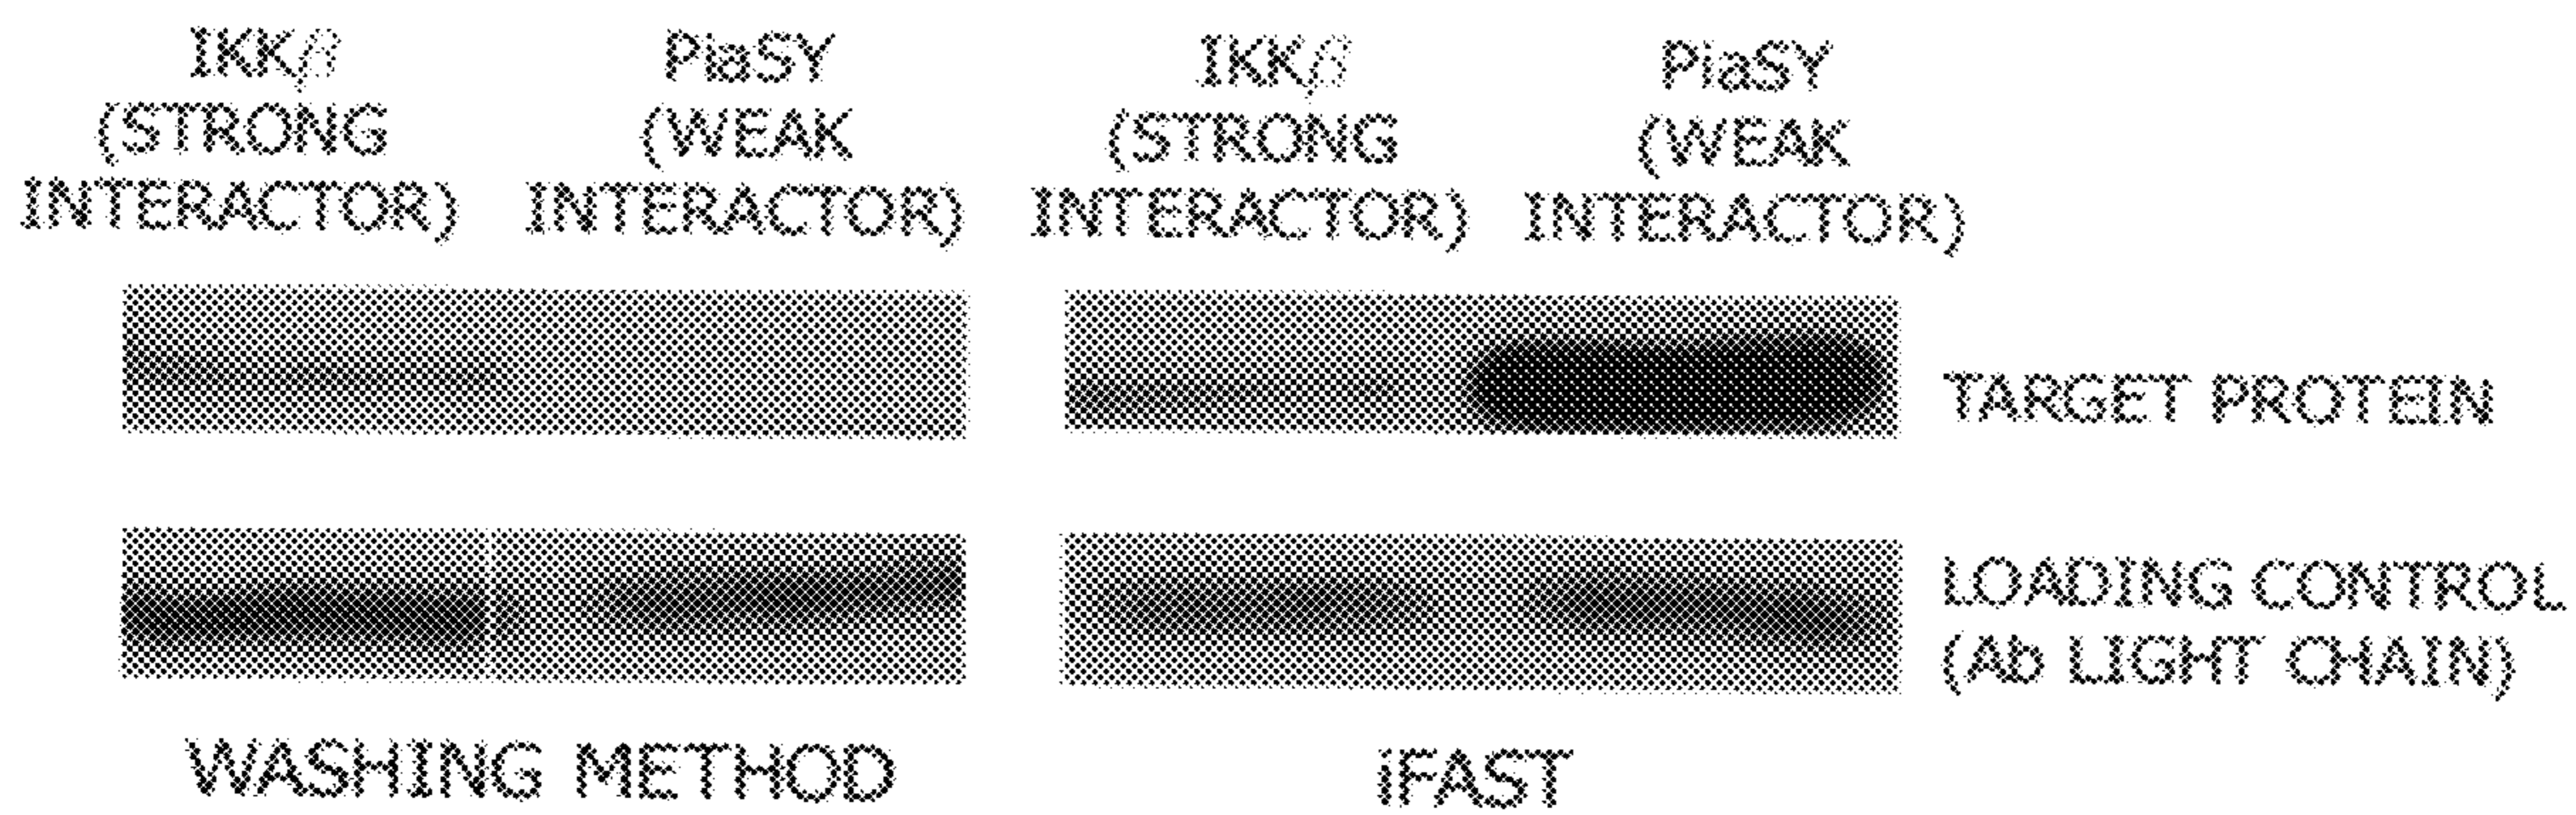 IKKβ
(STRONG
INTERACTOR)
PiaSY
(WEAK
INTERACTOR)
IKKβ
(STRONG
INTERACTOR)
PiaSY
(WEAK
INTERACTOR)
TARGET PROTEIN
LOADING CONTROL
(Ab LIGHT CHAIN)
WASHING METHOD
iFAST